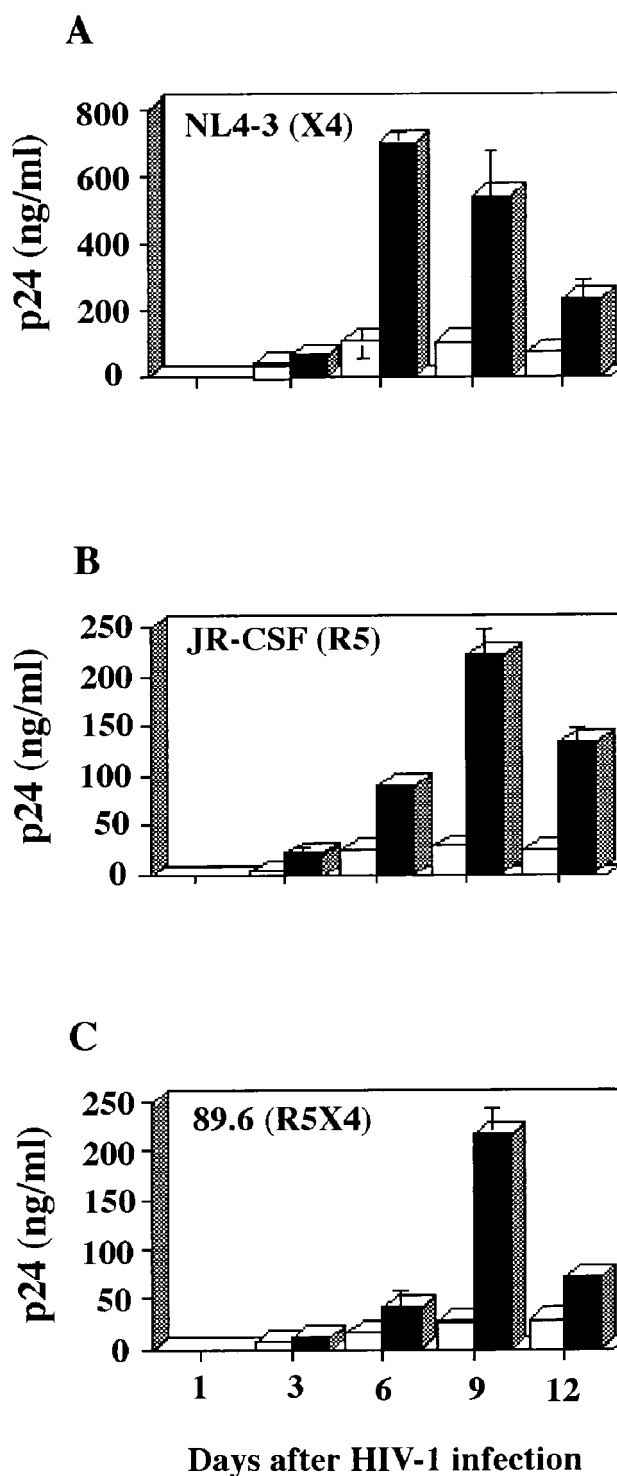 A
NL4-3 (X4)
p24 (ng/ml)
800
600
400
200
0
B
JR-CSF (R5)
p24 (ng/ml)
250
200
150
100
50
0
C
89.6 (R5X4)
p24 (ng/ml)
250
200
150
100
50
0
1 3 6 9 12
Days after HIV-1 infection